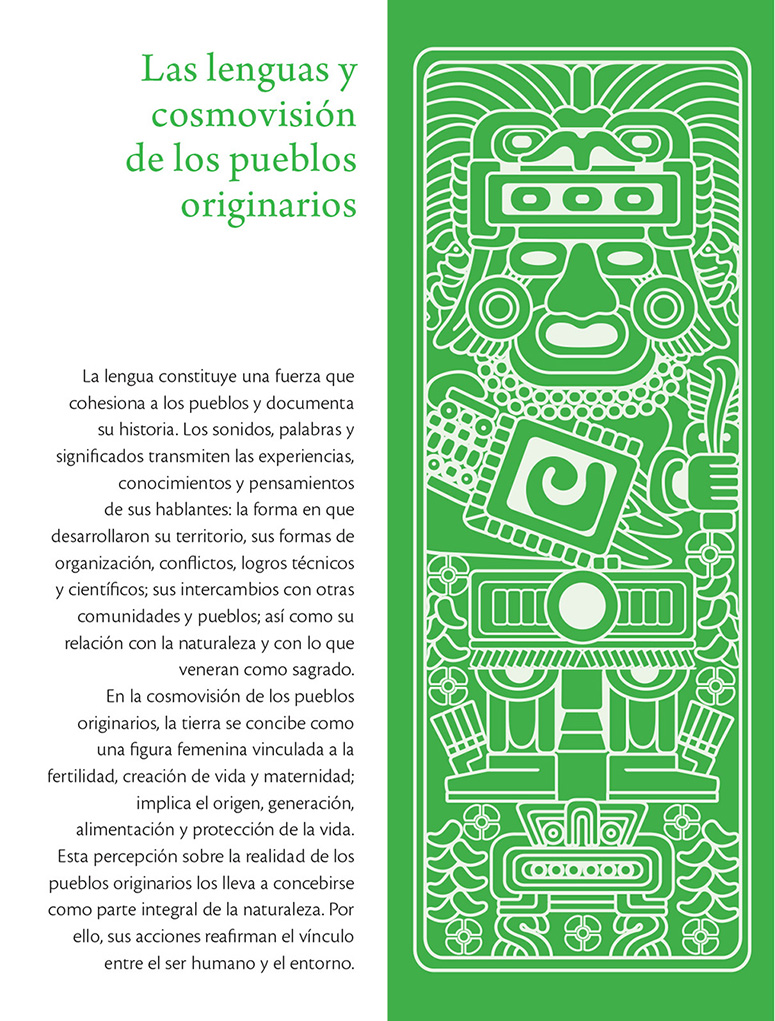 Las lenguas y
cosmovisión
de los pueblos
originarios
La lengua constituye una fuerza que
cohesiona a los pueblos y documenta
su historia. Los sonidos, palabras y
significados transmiten las experiencias,
conocimientos y pensamientos
de sus hablantes: la forma en que
desarrollaron su territorio, sus formas de
organización, conflictos, logros técnicos
y científicos; sus intercambios con otras
comunidades y pueblos; así como su
relación con la naturaleza y con lo que
veneran como sagrado.
En la cosmovisión de los pueblos
originarios, la tierra se concibe como
una figura femenina vinculada a la
fertilidad, creación de vida y maternidad;
implica el origen, generación,
alimentación y protección de la vida.
Esta percepción sobre la realidad de los
pueblos originarios los lleva a concebirse
como parte integral de la naturaleza. Por
ello, sus acciones reafirman el vínculo
entre el ser humano y el entorno.